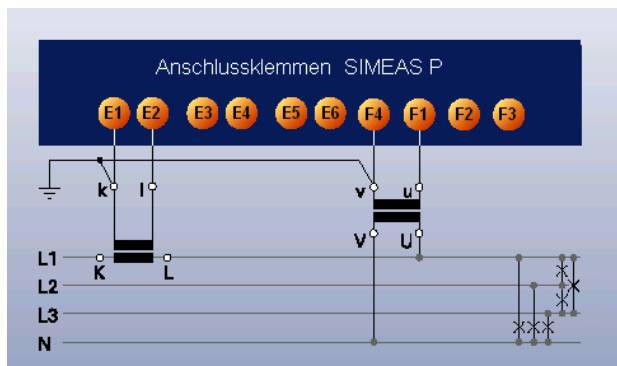 Anschlussklemmen SIMEAS P
E1 E2 E3 E4 E5 E6 F4 F1 F2 F3
k l v u
V U
L1 K L
L2
L3
N